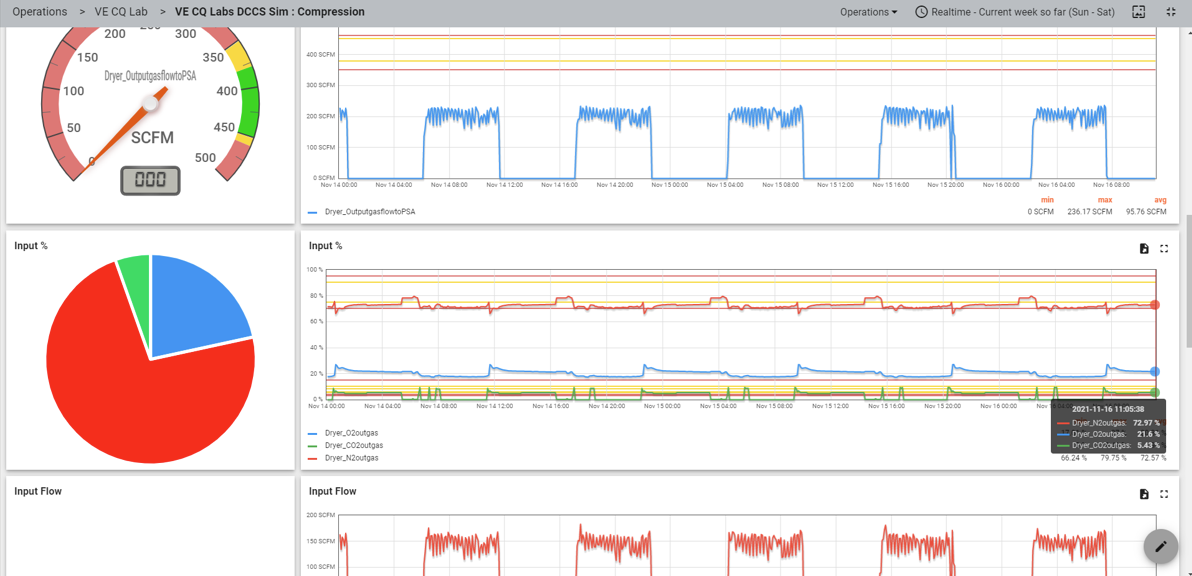 Operations > VE CQ Lab > VE CQ Labs DCCS Sim : Compression
Operations
Realtime - Current week so far (Sun - Sat)
200 250 300
150 350
Dryer_OutputgasflowtoPSA
100 400
50 450
SCFM
0 500
000
400 SCFM
300 SCFM
200 SCFM
100 SCFM
0 SCFM
Nov 14 00:00 Nov 14 04:00 Nov 14 08:00 Nov 14 12:00 Nov 14 16:00 Nov 14 20:00 Nov 15 00:00 Nov 15 04:00 Nov 15 08:00 Nov 15 12:00 Nov 15 16:00 Nov 15 20:00 Nov 16 00:00 Nov 16 04:00 Nov 16 08:00
min max avg
Dryer_OutputgasflowtoPSA 0 SCFM 236.17 SCFM 95.76 SCFM
Input %
Input %
100 %
80 %
60 %
40 %
20 %
0 %
Nov 14 00:00 Nov 14 04:00 Nov 14 08:00 Nov 14 12:00 Nov 14 16:00 Nov 14 20:00 Nov 15 00:00 Nov 15 04:00 Nov 15 08:00 Nov 15 12:00 Nov 15 16:00 Nov 15 20:00 Nov 16 00:00
2021-11-16 11:05:38
Dryer_N2outgas: 72.97 %
Dryer_O2outgas: 21.6 %
Dryer_CO2outgas: 5.43 %
Dryer_O2outgas
Dryer_CO2outgas
Dryer_N2outgas 66.24 % 79.75 % 72.57 %
Input Flow
Input Flow
200 SCFM
150 SCFM
100 SCFM